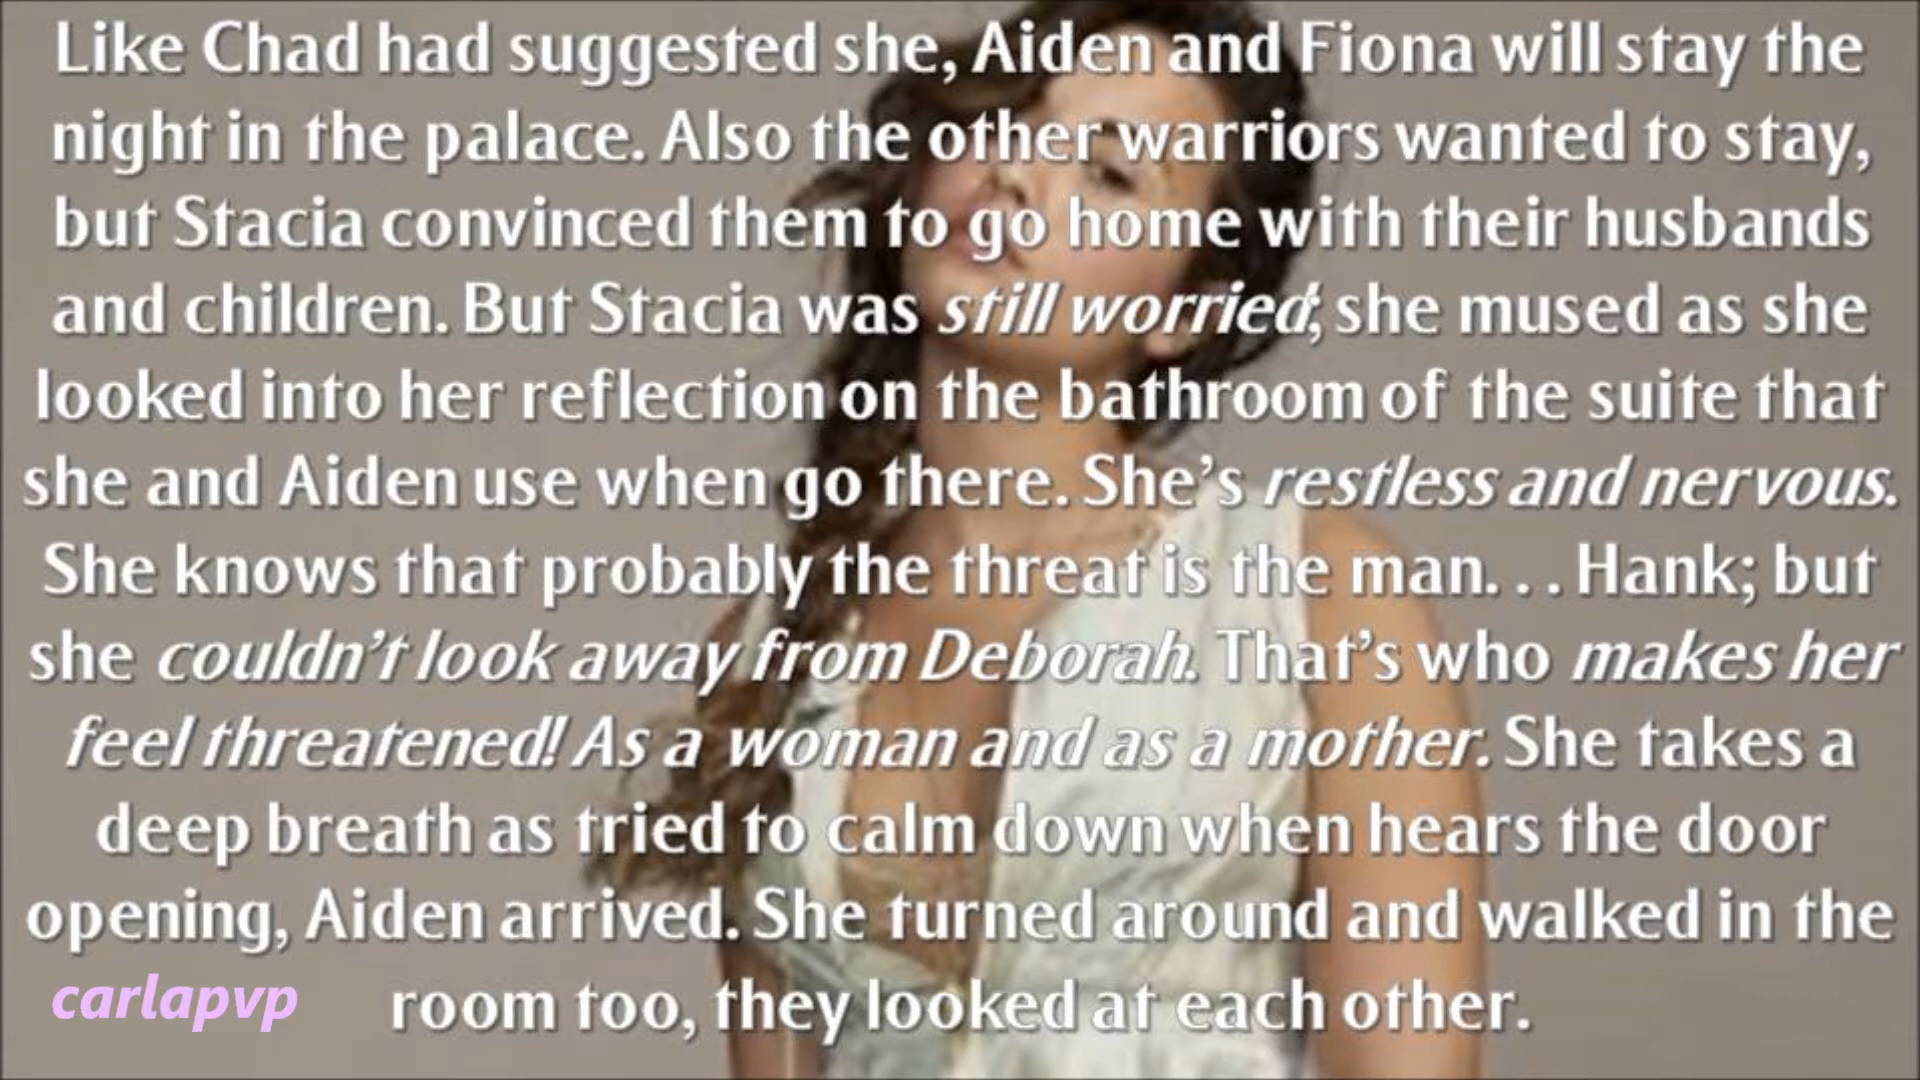 Like Chad had suggested she, Aiden and Fiona will stay the
night in the palace. Also the other warriors wanted to stay,
but Stacia convinced them to go home with their husbands
and children. But Stacia was still worried; she mused as she
looked into her reflection on the bathroom of the suite that
she and Aiden use when go there. She’s restless and nervous.
She knows that probably the threat is the man. . . Hank; but
she couldn’t look away from Deborah. That’s who makes her
feel threatened! As a woman and as a mother. She takes a
deep breath as tried to calm down when hears the door
opening, Aiden arrived. She turned around and walked in the
room too, they looked at each other.
carlapvp